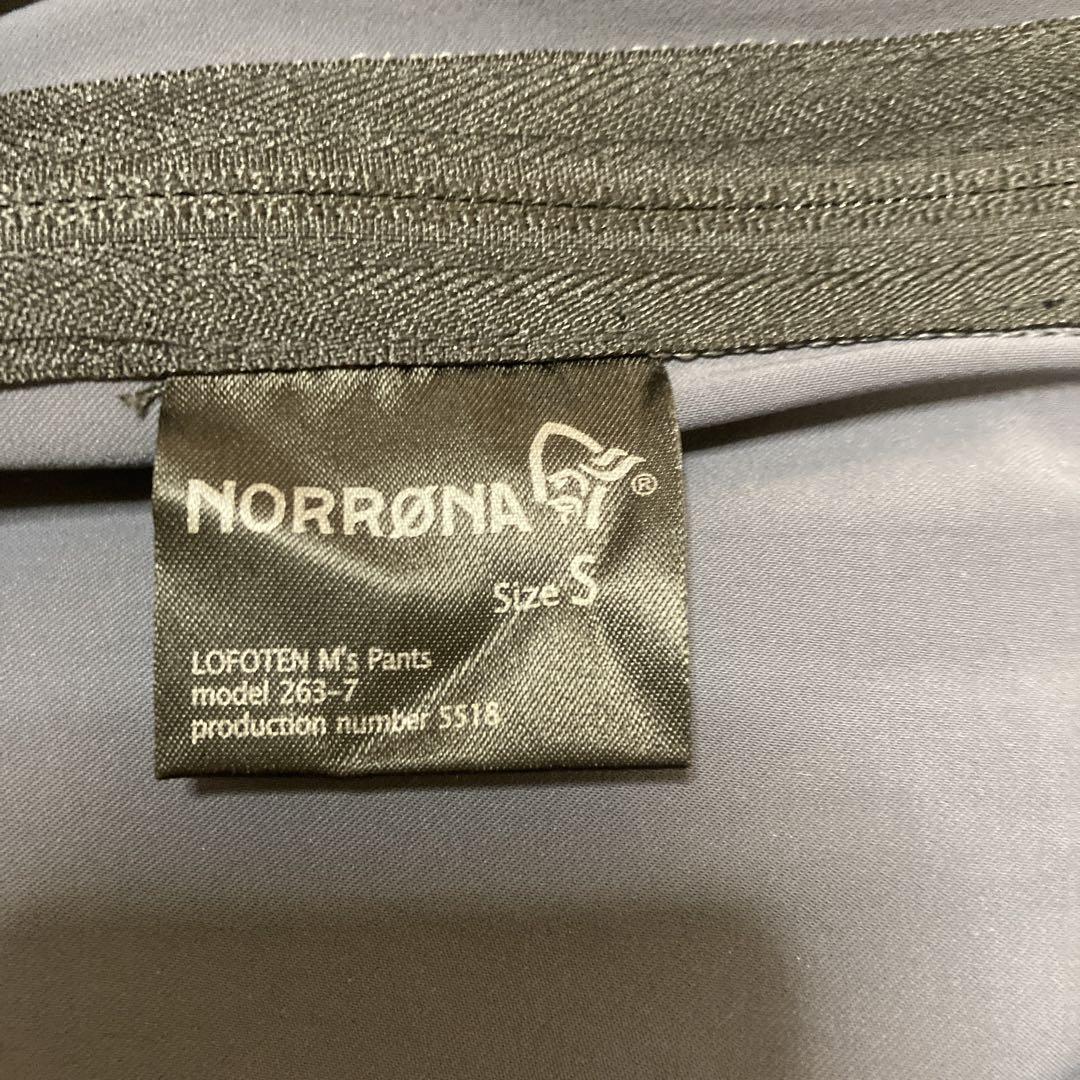 NORRØNA®
Size S
LOFOTEN M's Pants
model 263-7
production number 5518